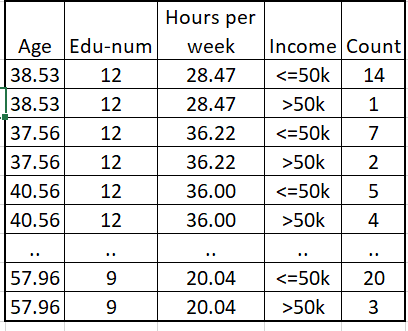 Age Edu-num Hours per week Income Count
38.53 12 28.47 <=50k 14
38.53 12 28.47 >50k 1
37.56 12 36.22 <=50k 7
37.56 12 36.22 >50k 2
40.56 12 36.00 <=50k 5
40.56 12 36.00 >50k 4
.. .. .. .. ..
57.96 9 20.04 <=50k 20
57.96 9 20.04 >50k 3